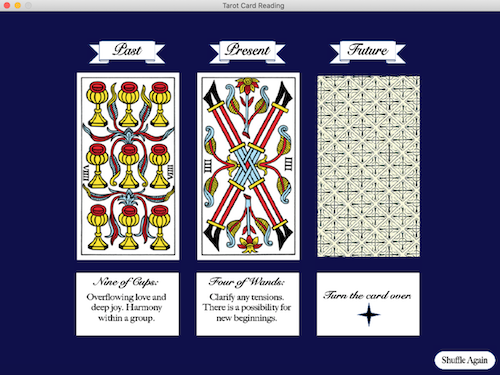 Tarot Card Reading
Past
Present
Future
VIIII
VIIII
IIII
IIII
Nine of Cups:
Overflowing love and
deep joy. Harmony
within a group.
Four of Wands:
Clarify any tensions.
There is a possibility for
new beginnings.
Turn the card over.
Shuffle Again